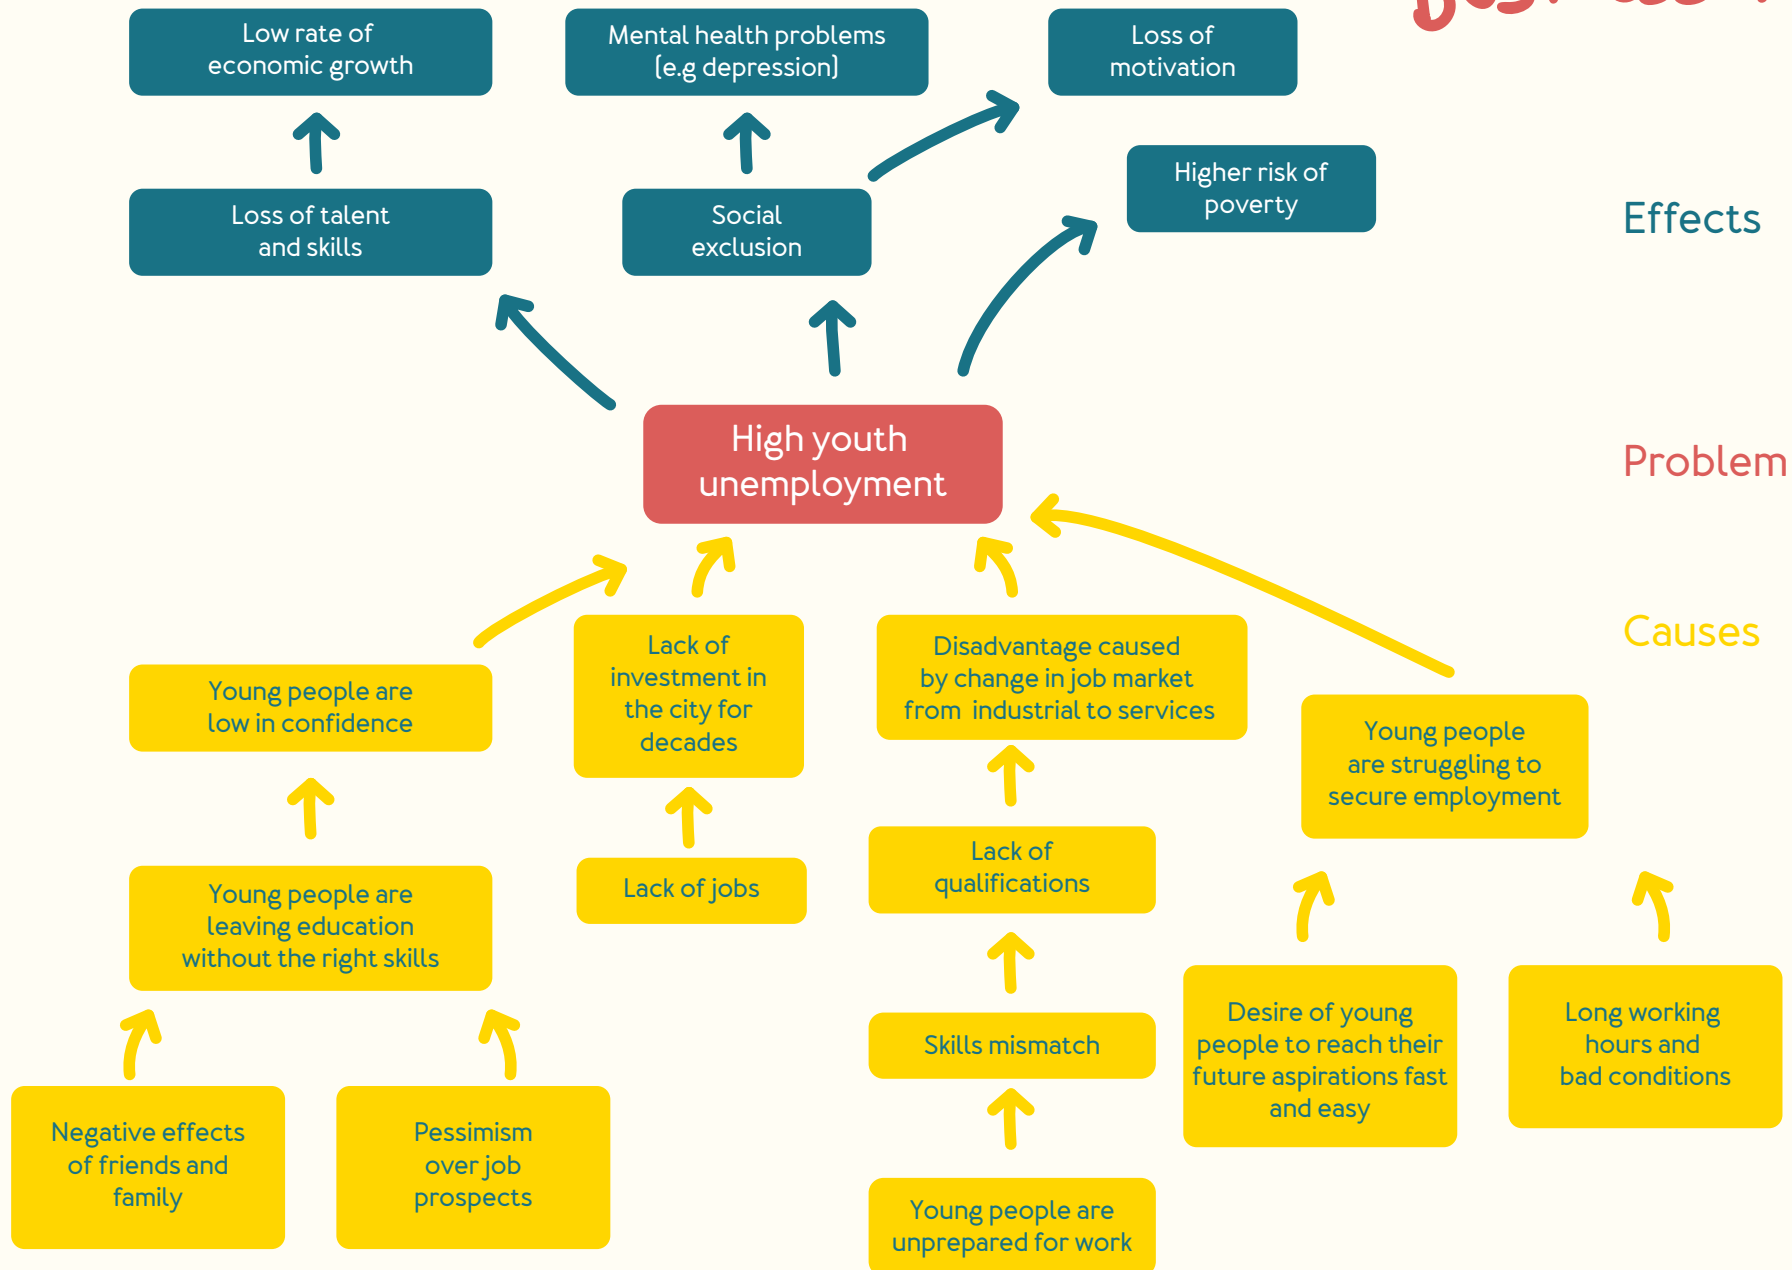 Low rate of
economic growth
Mental health problems
(e.g depression)
Loss of
motivation
Higher risk of
poverty
Loss of talent
and skills
Social
exclusion
Effects
High youth
unemployment
Problem
Causes
Young people are
low in confidence
Lack of
investment in
the city for
decades
Disadvantage caused
by change in job market
from industrial to services
Young people
are struggling to
secure employment
Young people are
leaving education
without the right skills
Lack of jobs
Lack of
qualifications
Skills mismatch
Desire of young
people to reach their
future aspirations fast
and easy
Long working
hours and
bad conditions
Negative effects
of friends and
family
Pessimism
over job
prospects
Young people are
unprepared for work